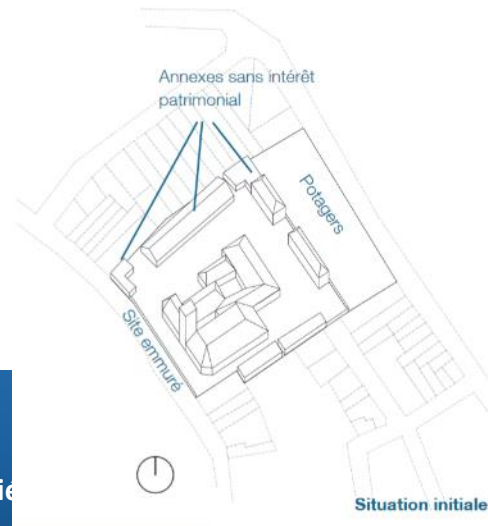 Annexes sans intérêt
patrimonial
Potagers
Site emmuré
Situation initiale